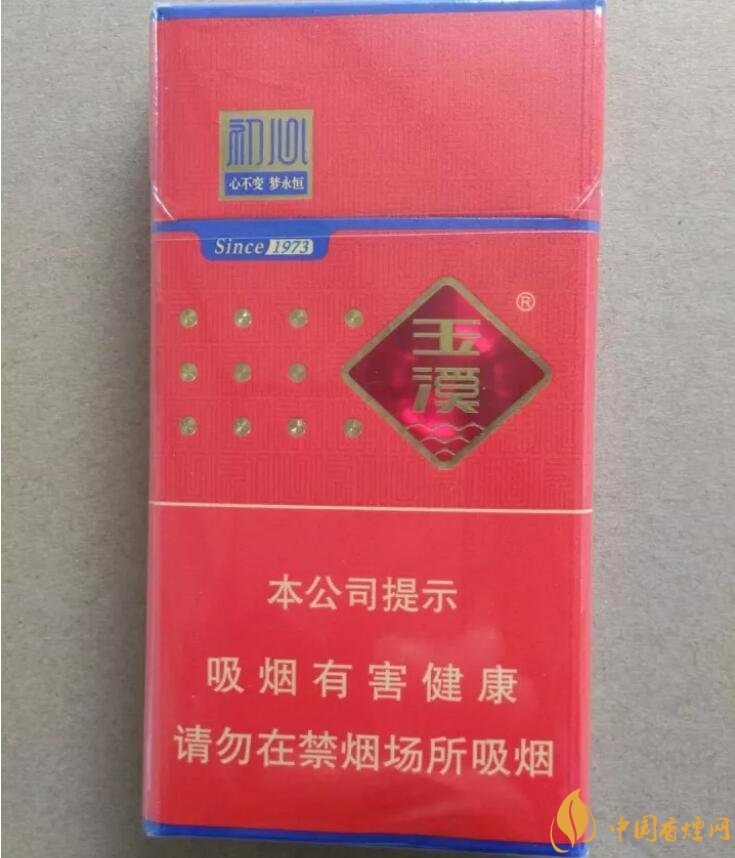 初心
心不变 梦永恒
Since 1973
®
玉
溪
本公司提示
吸烟有害健康
请勿在禁烟场所吸烟
中国香烟网